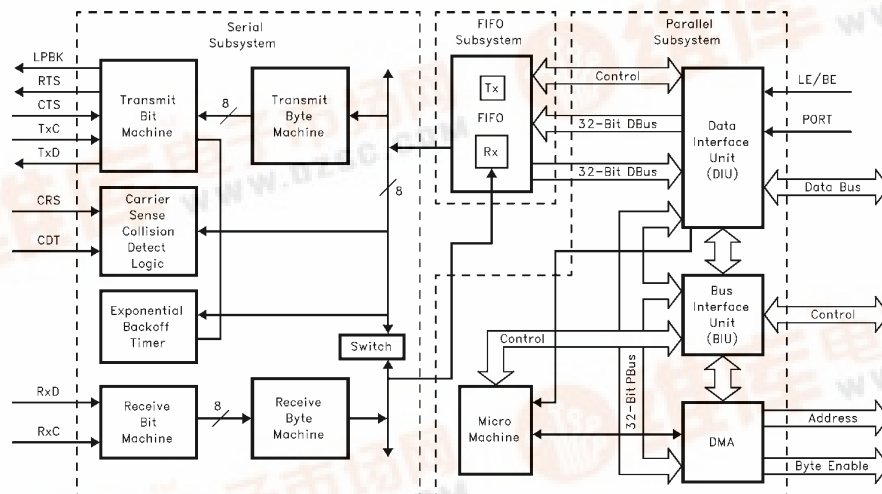 Serial
Subsystem
FIFO
Subsystem
Parallel
Subsystem
LPBK
RTS
CTS
TxC
TxD
Transmit
Bit
Machine
8
Transmit
Byte
Machine
Tx
FIFO
Rx
Control
32-Bit DBus
32-Bit DBus
Data
Interface
Unit
(DIU)
LE/BE
PORT
Data Bus
8
CRS
CDT
Carrier
Sense
Collision
Detect
Logic
Exponential
Backoff
Timer
Switch
Control
Bus
Interface
Unit
(BIU)
Control
32-Bit PBus
RxD
RxC
Receive
Bit
Machine
8
Receive
Byte
Machine
Micro
Machine
DMA
Address
Byte Enable